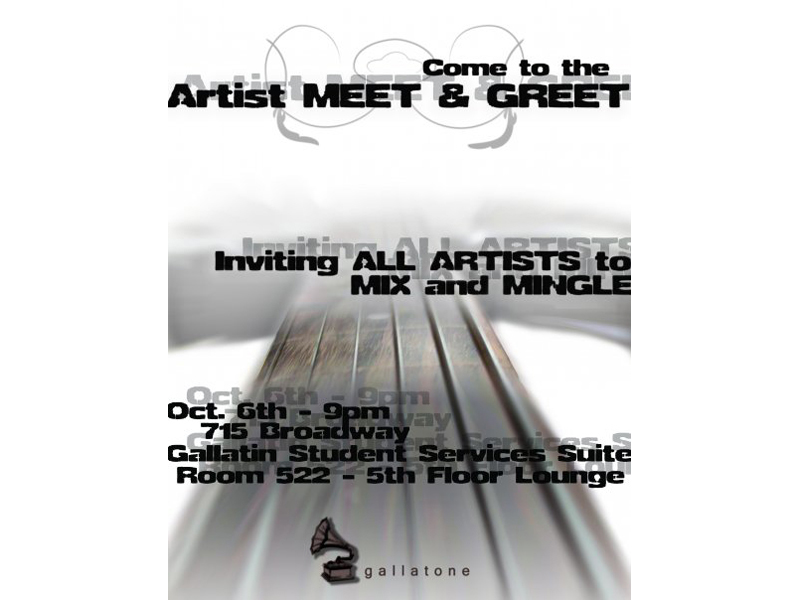 Come to the
Artist MEET & GREET
Inviting ALL ARTISTS to
MIX and MINGLE
Oct. 6th - 9pm
715 Broadway
Gallatin Student Services Suite
Room 522 - 5th Floor Lounge
gallatone